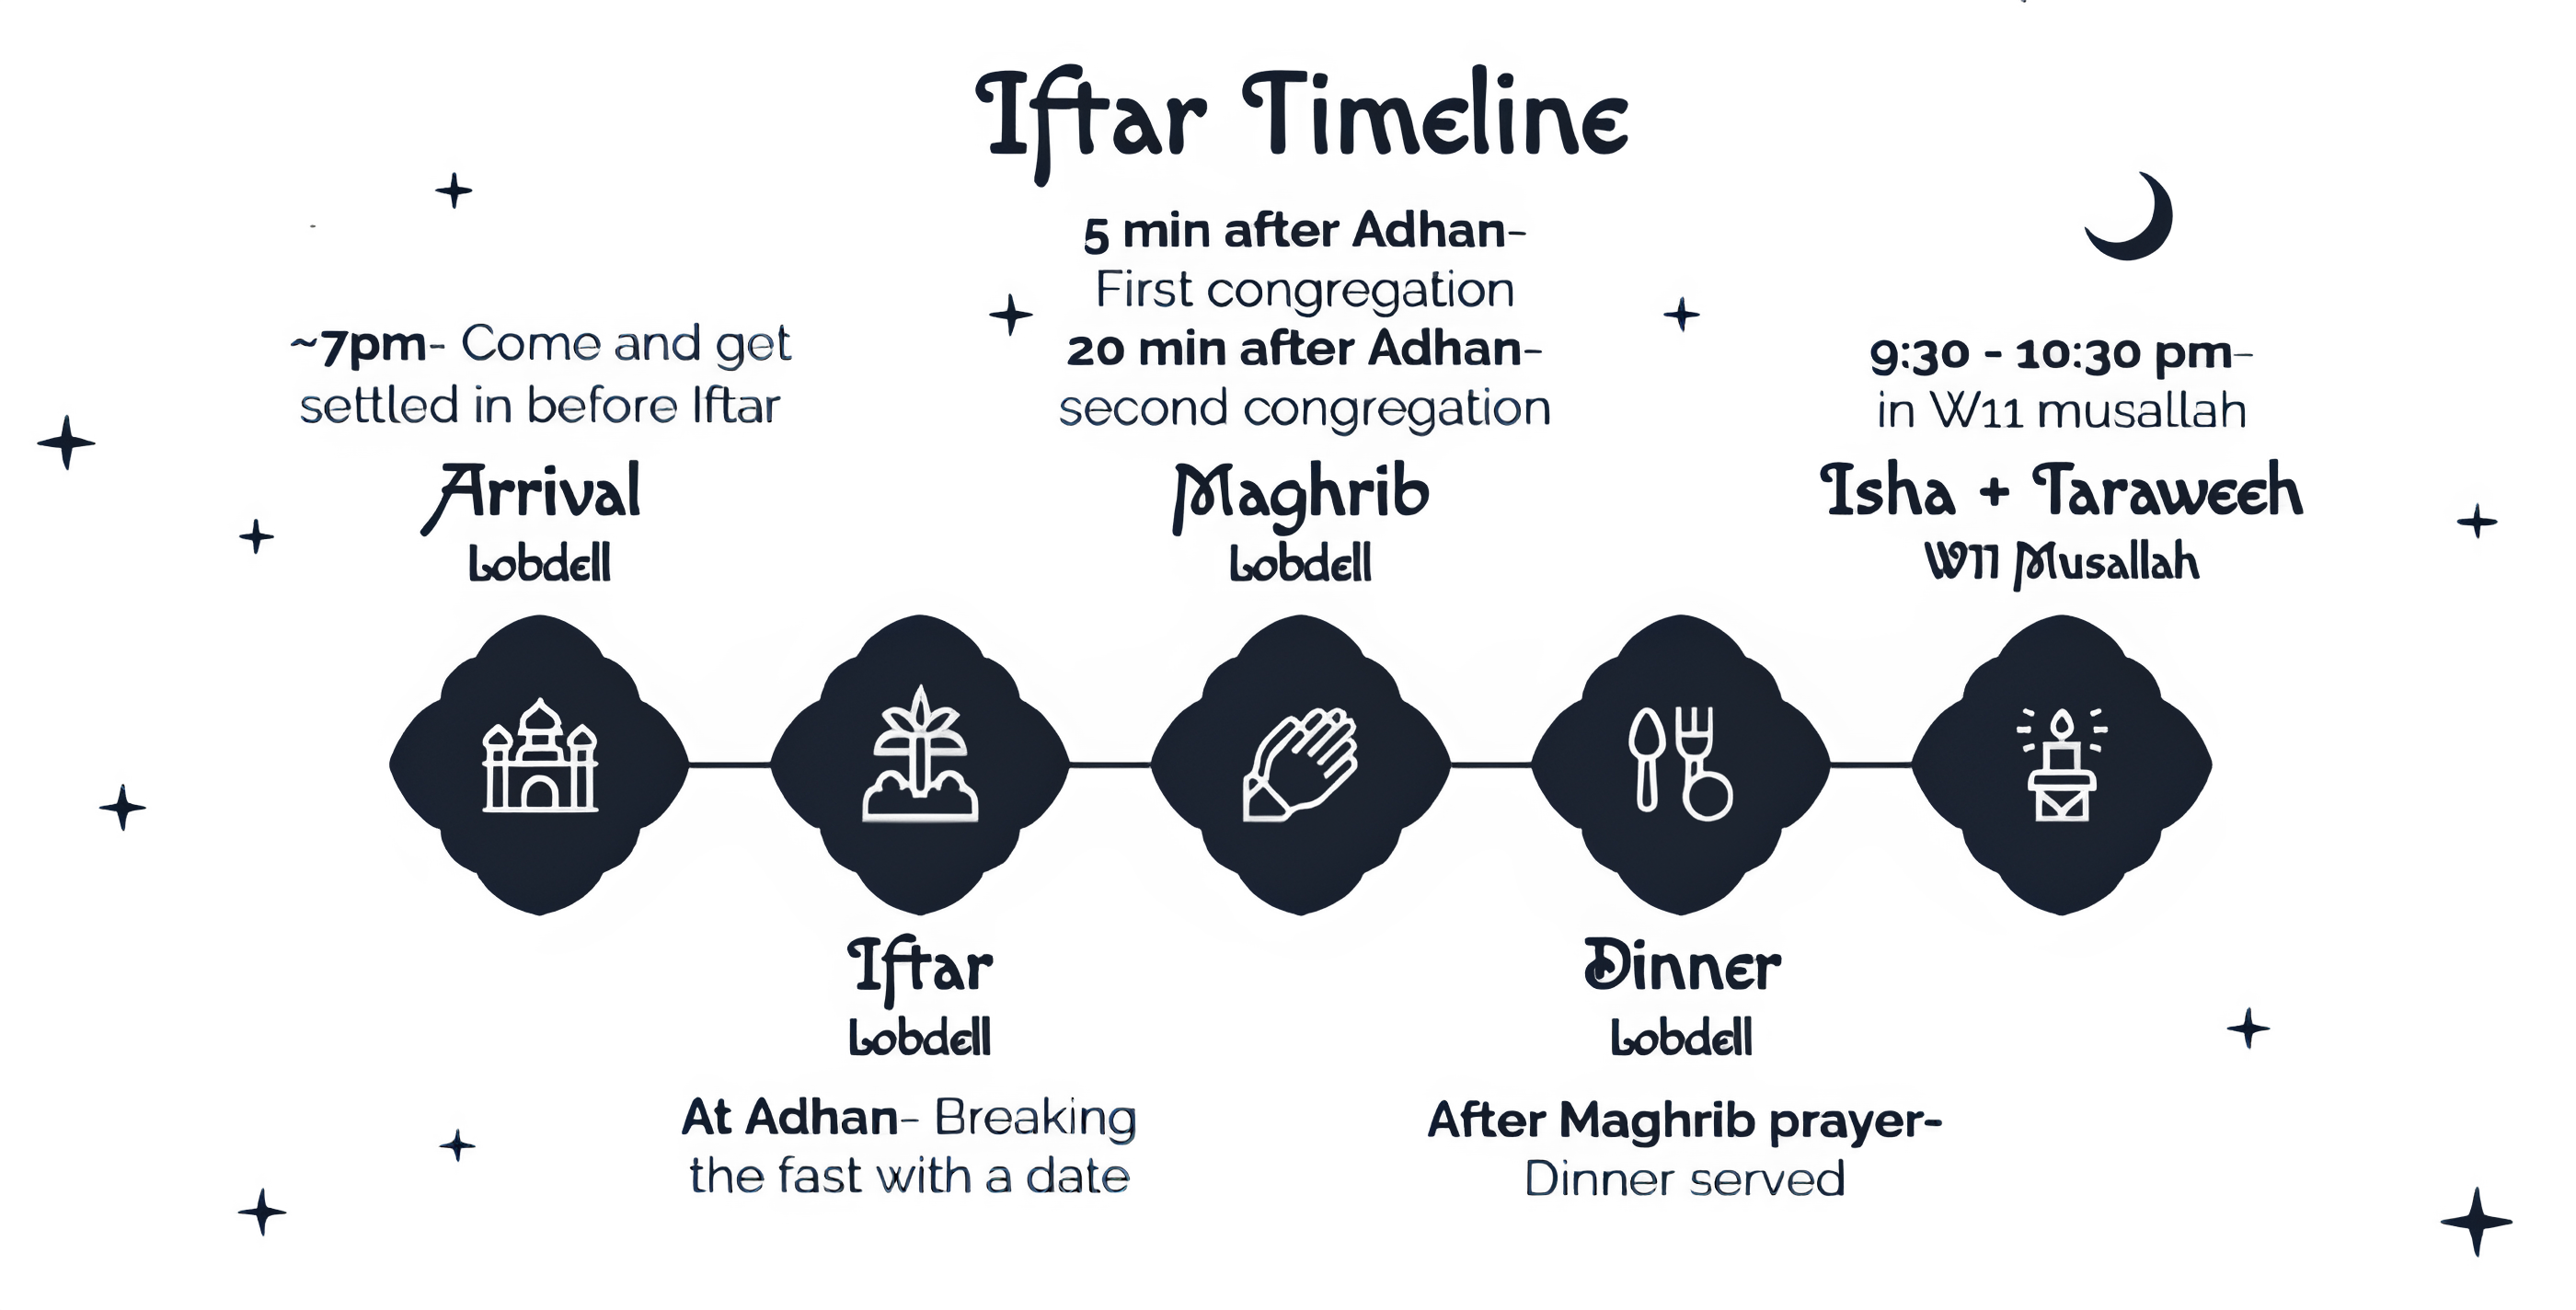 Iftar Timeline
~7pm- Come and get
settled in before Iftar
Arrival
Lobdell
Iftar
Lobdell
At Adhan- Breaking
the fast with a date
5 min after Adhan-
First congregation
20 min after Adhan-
second congregation
Maghrib
Lobdell
Dinner
Lobdell
After Maghrib prayer-
Dinner served
9:30 - 10:30 pm-
in W11 musallah
Isha + Taraweeh
W11 Musallah